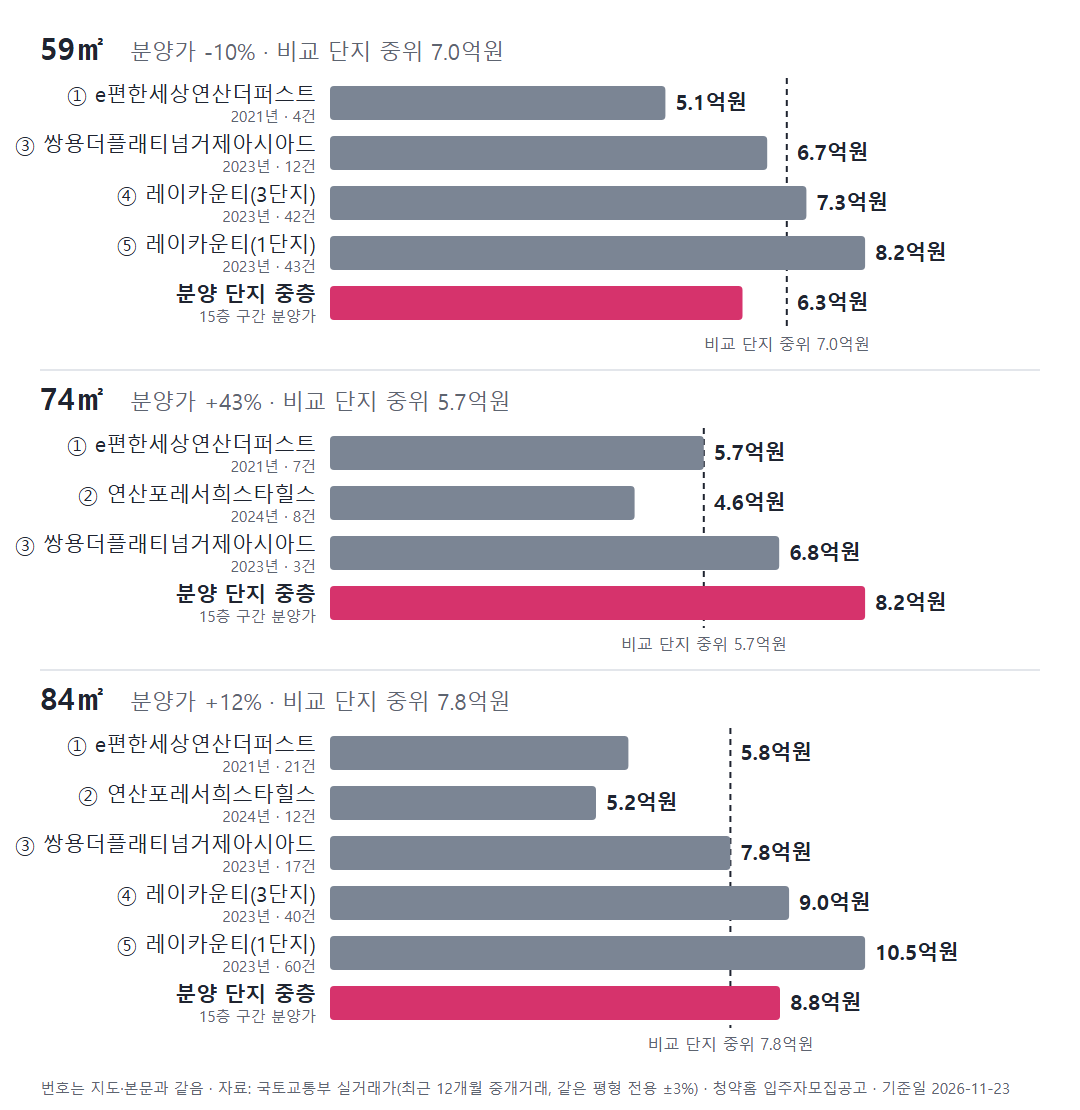 59㎡ 분양가 -10% · 비교 단지 중위 7.0억원
① e편한세상연산더퍼스트 5.1억원
2021년 · 4건
③ 쌍용더플래티넘거제아시아드 6.7억원
2023년 · 12건
④ 레이카운티(3단지) 7.3억원
2023년 · 42건
⑤ 레이카운티(1단지) 8.2억원
2023년 · 43건
분양 단지 중층 6.3억원
15층 구간 분양가
비교 단지 중위 7.0억원
74㎡ 분양가 +43% · 비교 단지 중위 5.7억원
① e편한세상연산더퍼스트 5.7억원
2021년 · 7건
② 연산포레서희스타힐스 4.6억원
2024년 · 8건
③ 쌍용더플래티넘거제아시아드 6.8억원
2023년 · 3건
분양 단지 중층 8.2억원
15층 구간 분양가
비교 단지 중위 5.7억원
84㎡ 분양가 +12% · 비교 단지 중위 7.8억원
① e편한세상연산더퍼스트 5.8억원
2021년 · 21건
② 연산포레서희스타힐스 5.2억원
2024년 · 12건
③ 쌍용더플래티넘거제아시아드 7.8억원
2023년 · 17건
④ 레이카운티(3단지) 9.0억원
2023년 · 40건
⑤ 레이카운티(1단지) 10.5억원
2023년 · 60건
분양 단지 중층 8.8억원
15층 구간 분양가
비교 단지 중위 7.8억원
번호는 지도·본문과 같음 · 자료: 국토교통부 실거래가(최근 12개월 중개거래, 같은 평형 전용 ±3%) · 청약홈 입주자모집공고 · 기준일 2026-11-23